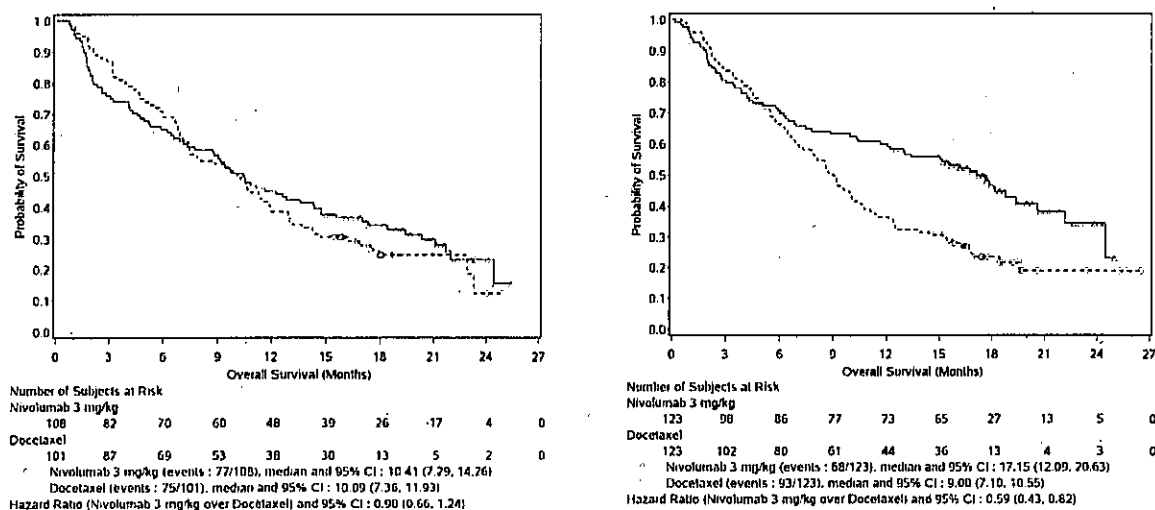 1.0
0.9
0.8
0.7
0.6
0.5
0.4
0.3
0.2
0.1
0.0
Probability of Survival
0 3 6 9 12 15 18 21 24 27
Overall Survival (Months)
Number of Subjects at Risk
Nivolumab 3 mg/kg
108 82 70 60 48 39 26 17 4 0
Docetaxel
101 87 69 53 38 30 13 5 2 0
Nivolumab 3 mg/kg (events : 77/108), median and 95% CI : 10.41 (7.29, 14.26)
Docetaxel (events : 75/101), median and 95% CI : 10.09 (7.36, 11.93)
Hazard Ratio (Nivolumab 3 mg/kg over Docetaxel) and 95% CI : 0.90 (0.66, 1.24)
1.0
0.9
0.8
0.7
0.6
0.5
0.4
0.3
0.2
0.1
0.0
Probability of Survival
0 3 6 9 12 15 18 21 24 27
Overall Survival (Months)
Number of Subjects at Risk
Nivolumab 3 mg/kg
123 98 86 77 73 65 27 13 5 0
Docetaxel
123 102 80 61 44 36 13 4 3 0
Nivolumab 3 mg/kg (events : 68/123), median and 95% CI : 17.15 (12.09, 20.63)
Docetaxel (events : 93/123), median and 95% CI : 9.00 (7.10, 10.55)
Hazard Ratio (Nivolumab 3 mg/kg over Docetaxel) and 95% CI : 0.59 (0.43, 0.82)